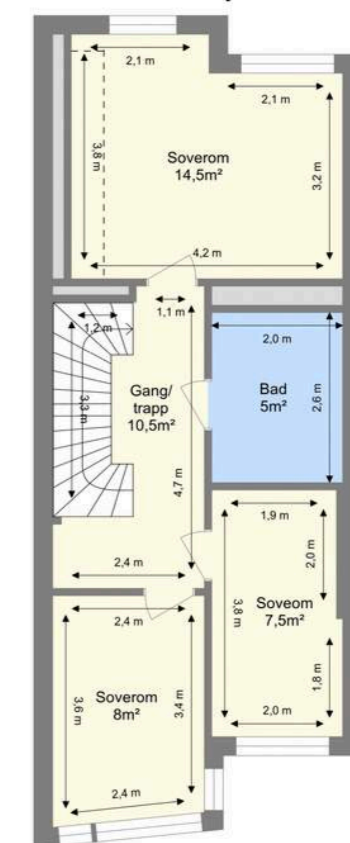 2,1 m
2,1 m
3,8 m
Soverom
14,5m²
3,2 m
4,2 m
1,1 m
1,2 m
2,0 m
3,3 m
Gang/
trapp
10,5m²
Bad
5m²
2,6 m
4,7 m
1,9 m
2,0 m
2,4 m
2,4 m
3,8 m
Soveom
7,5m²
3,6 m
Soverom
8m²
3,4 m
1,8 m
2,0 m
2,4 m